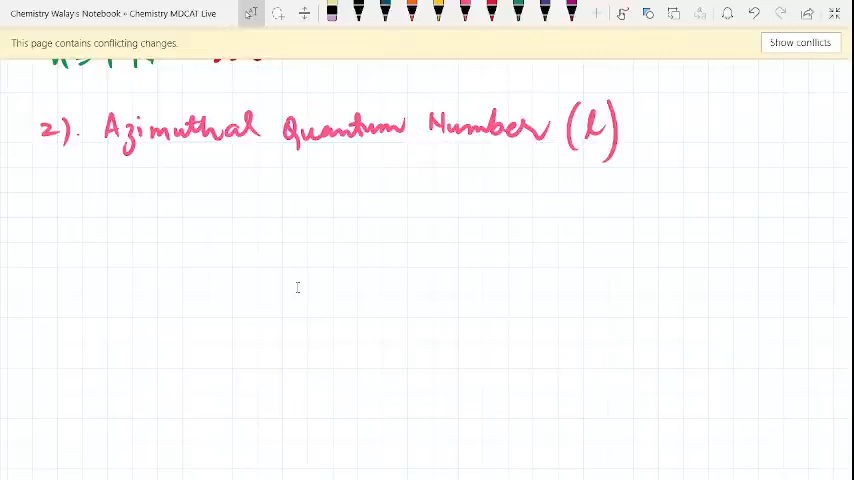 Chemistry Walay's Notebook » Chemistry MDCAT Live
This page contains conflicting changes.
Show conflicts
2). Azimuthal Quantum Number (l)